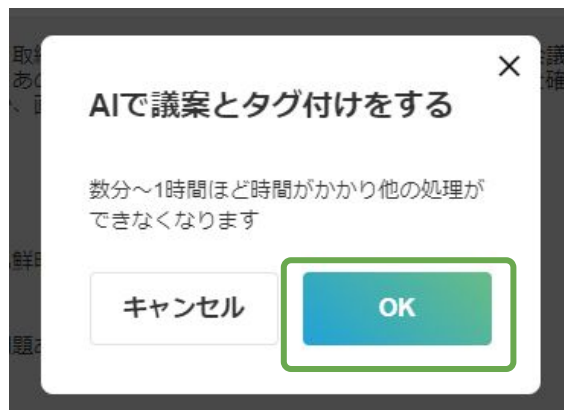 AIで議案とタグ付けをする
数分～1時間ほど時間がかかり他の処理が
できなくなります
キャンセル
OK